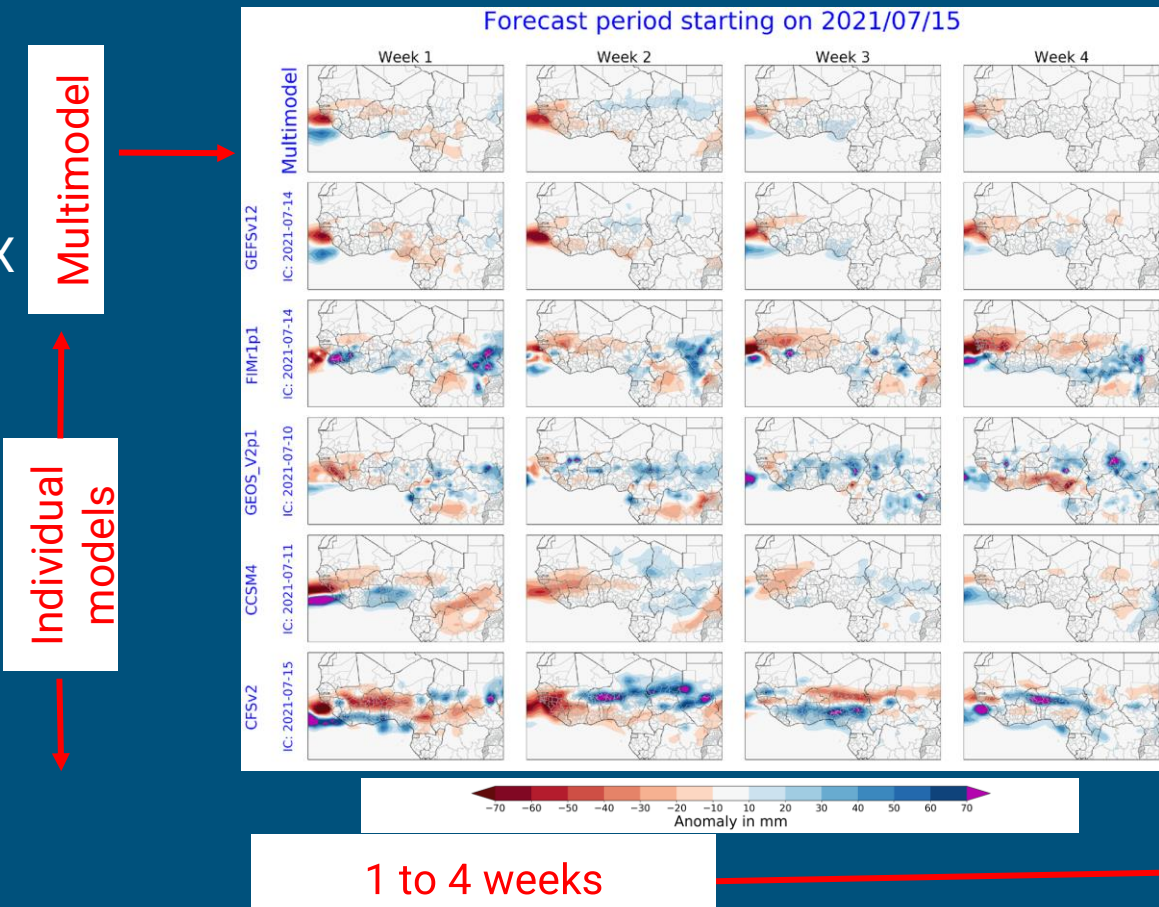 Forecast period starting on 2021/07/15
Week 1 Week 2 Week 3 Week 4
Multimodel
Multimodel
X
GEFSv12
IC: 2021-07-14
FIMr1p1
IC: 2021-07-14
Individual
models
GEOS_V2p1
IC: 2021-07-10
CCSM4
IC: 2021-07-11
CFSv2
IC: 2021-07-15
−70 −60 −50 −40 −30 −20 −10 10 20 30 40 50 60 70
Anomaly in mm
1 to 4 weeks